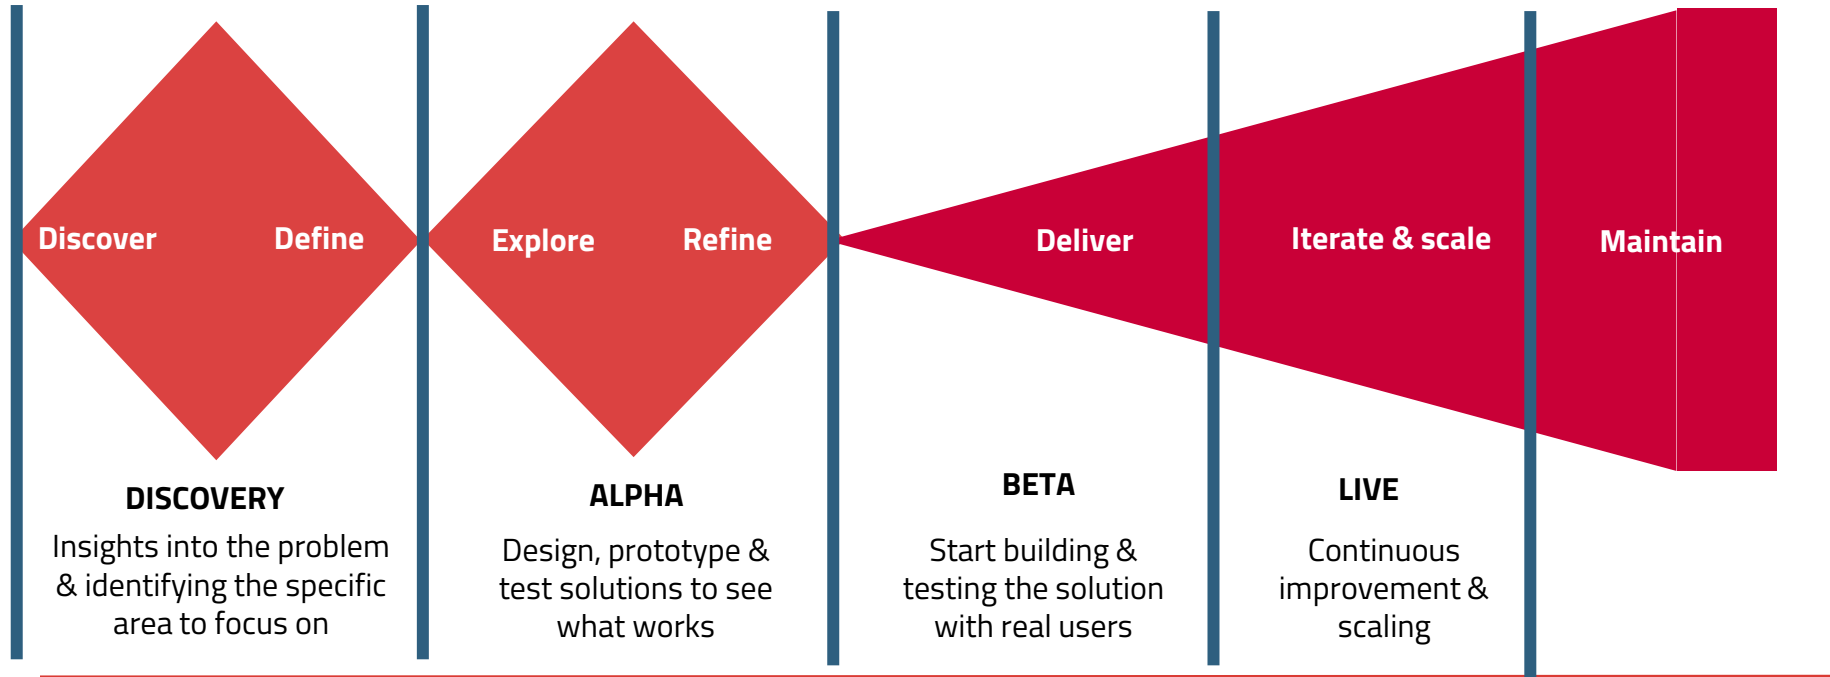 Discover
Define
Explore
Refine
Deliver
Iterate & scale
Maintain
DISCOVERY
Insights into the problem
& identifying the specific
area to focus on
ALPHA
Design, prototype &
test solutions to see
what works
BETA
Start building &
testing the solution
with real users
LIVE
Continuous
improvement &
scaling